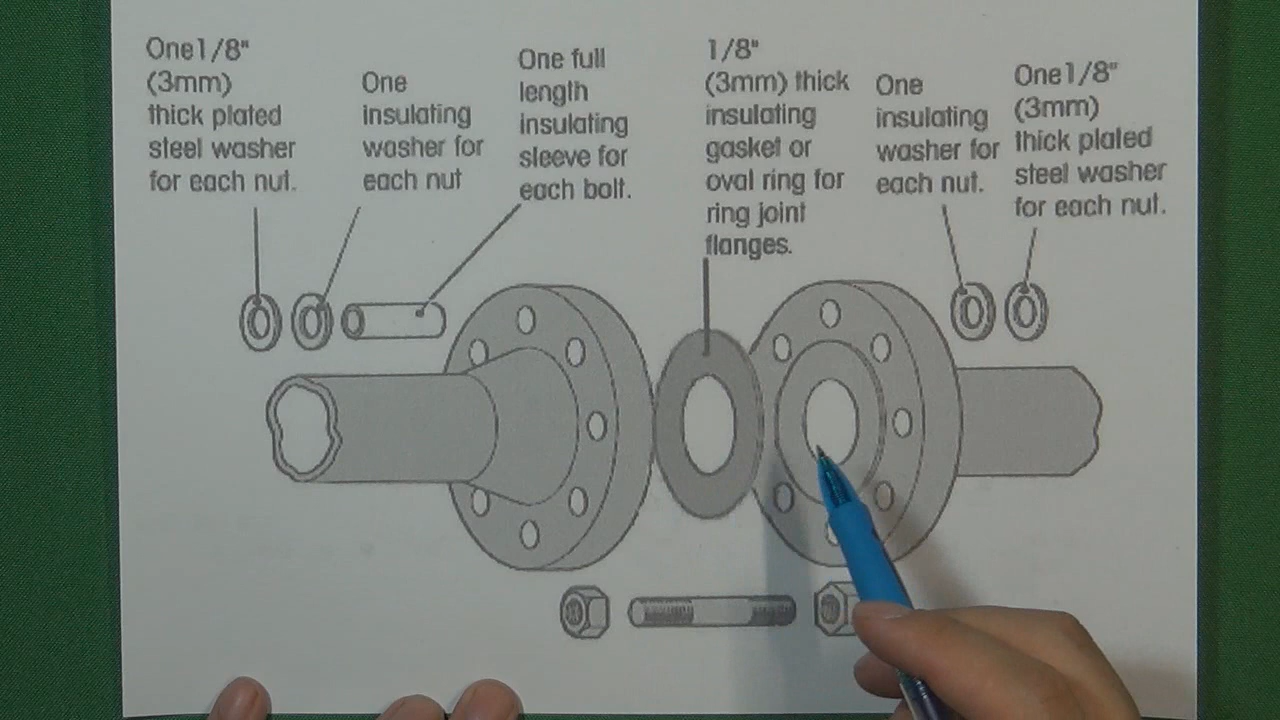 One1/8"
(3mm)
thick plated
steel washer
for each nut.
One
insulating
washer for
each nut
One full
length
insulating
sleeve for
each bolt.
1/8"
(3mm) thick
insulating
gasket or
oval ring for
ring joint
flanges.
One
insulating
washer for
each nut.
One1/8"
(3mm)
thick plated
steel washer
for each nut.